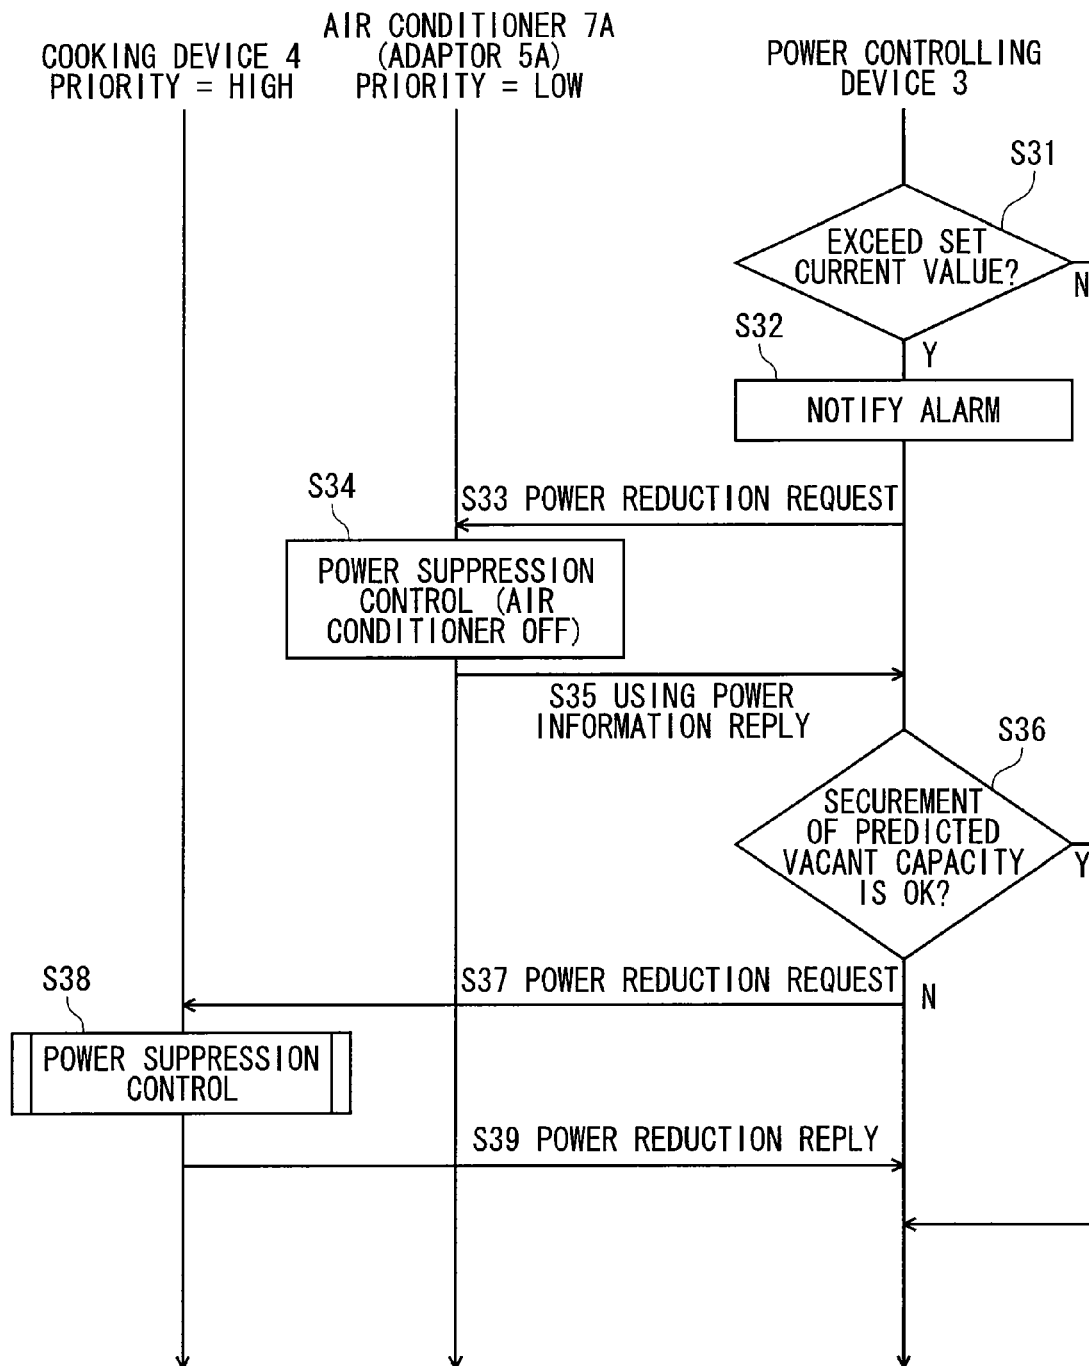 COOKING DEVICE 4
PRIORITY = HIGH
AIR CONDITIONER 7A
(ADAPTOR 5A)
PRIORITY = LOW
POWER CONTROLLING
DEVICE 3
S31
EXCEED SET
CURRENT VALUE?
N
Y
S32
NOTIFY ALARM
S33 POWER REDUCTION REQUEST
S34
POWER SUPPRESSION
CONTROL (AIR
CONDITIONER OFF)
S35 USING POWER
INFORMATION REPLY
S36
SECUREMENT
OF PREDICTED
VACANT CAPACITY
IS OK?
Y
N
S37 POWER REDUCTION REQUEST
S38
POWER SUPPRESSION
CONTROL
S39 POWER REDUCTION REPLY